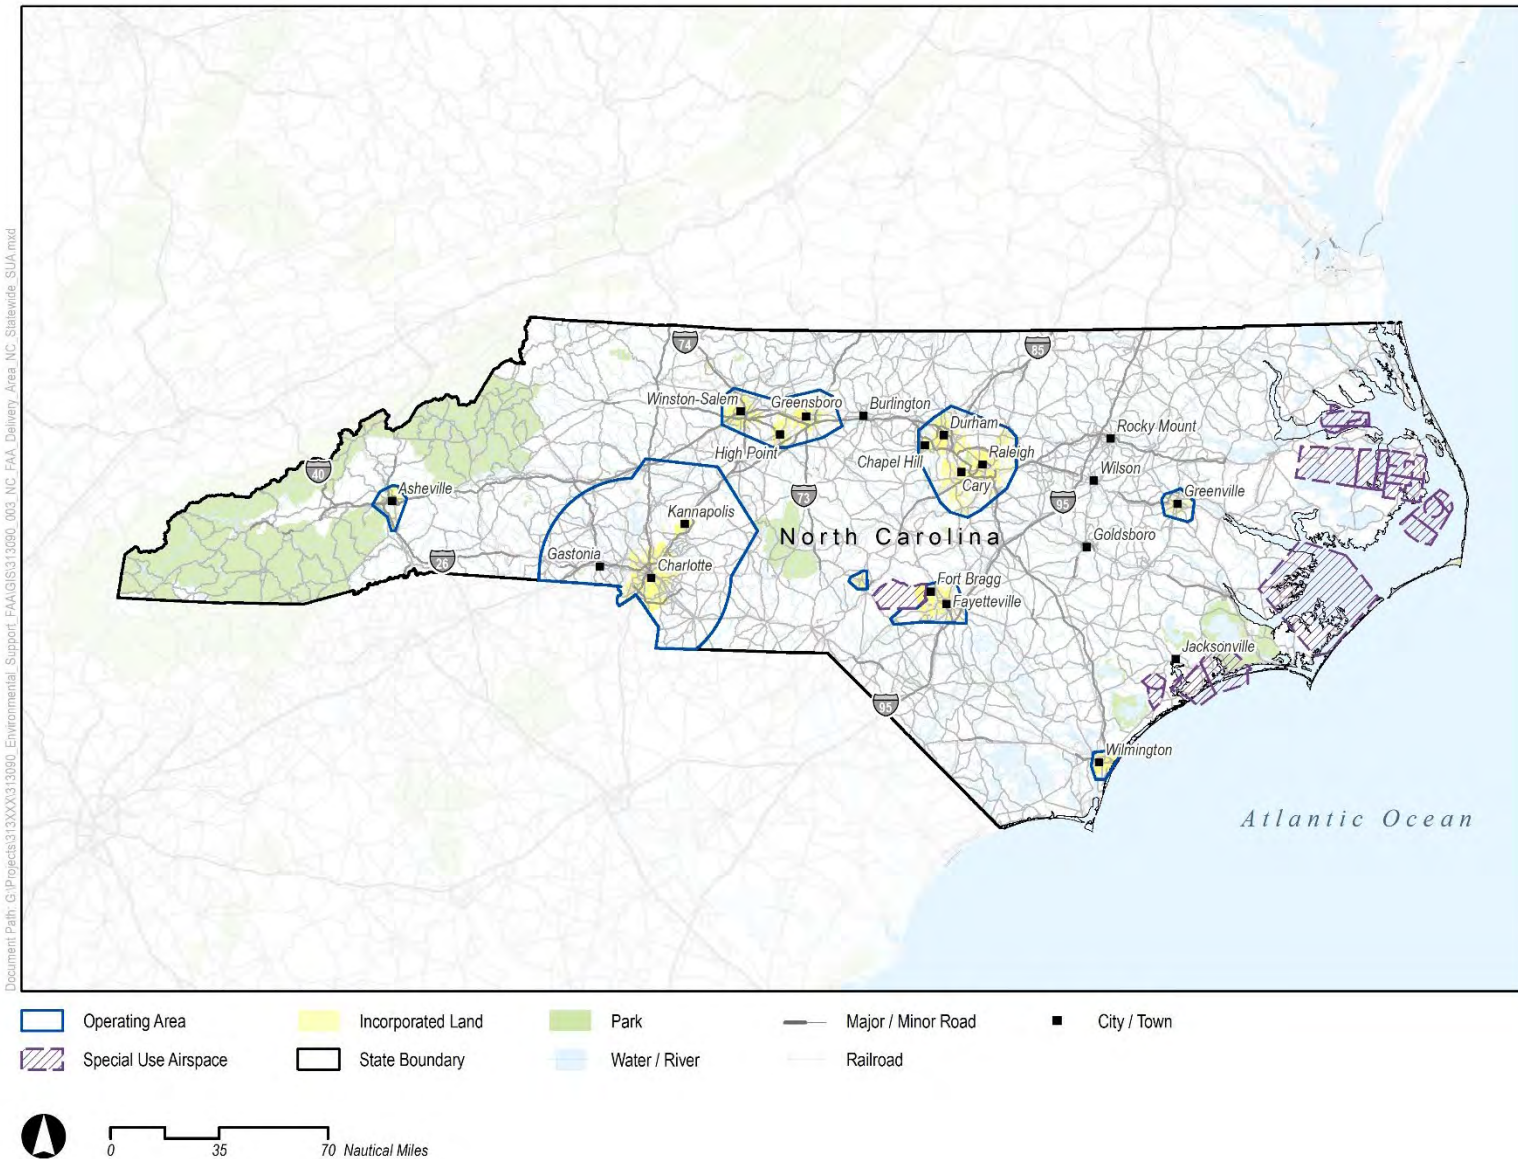 Document Path: G:\Projects\313XXX\313090_Environmental_Support_FAA\GIS\313090_003_NC_FAA_Delivery_Area_NC_Statewide_SUA.mxd
74
85
Winston-Salem
Greensboro
Burlington
Durham
Rocky Mount
High Point
Chapel Hill
Raleigh
40
Wilson
Cary
Asheville
73
95
Greenville
Kannapolis
North Carolina
Goldsboro
26
Gastonia
Charlotte
Fort Bragg
Fayetteville
Jacksonville
95
Wilmington
Atlantic Ocean
Operating Area
Incorporated Land
Park
Major / Minor Road
City / Town
Special Use Airspace
State Boundary
Water / River
Railroad
0 35 70 Nautical Miles